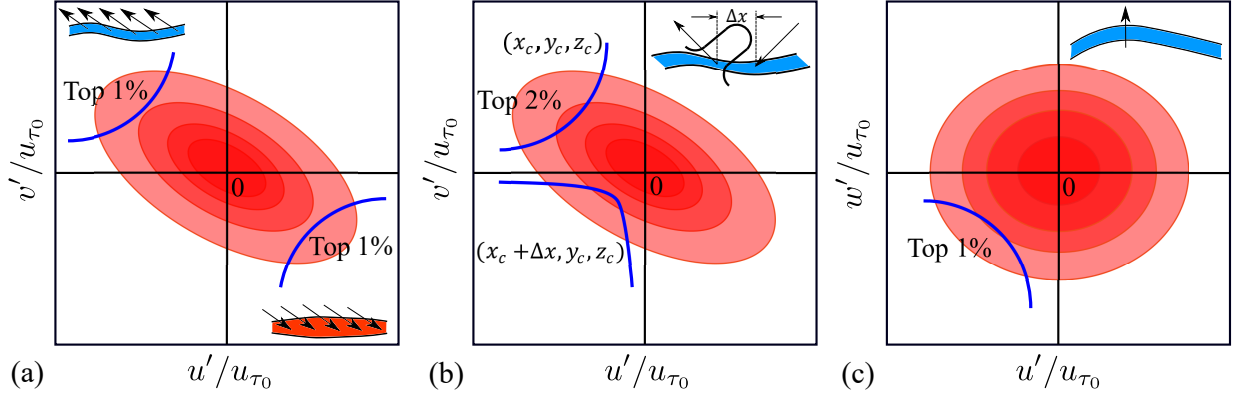 Top 1%
v′/u_τ₀
0
Top 1%
(a)
u′/u_τ₀
Δx
(x_c, y_c, z_c)
Top 2%
v′/u_τ₀
0
(x_c + Δx, y_c, z_c)
(b)
u′/u_τ₀
w′/u_τ₀
0
Top 1%
(c)
u′/u_τ₀